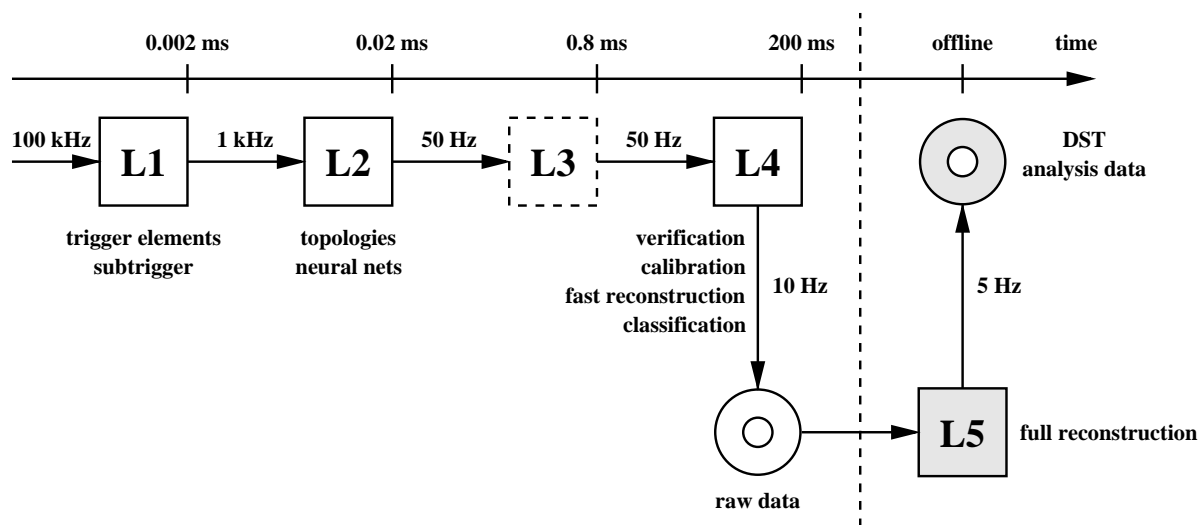 0.002 ms 0.02 ms 0.8 ms 200 ms offline time
100 kHz L1 1 kHz L2 50 Hz L3 50 Hz L4 DST
analysis data
trigger elements
subtrigger
topologies
neural nets
verification
calibration
fast reconstruction
classification
10 Hz
5 Hz
L5 full reconstruction
raw data